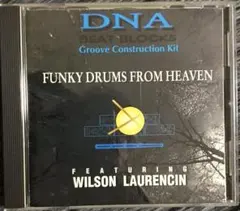 DNA
BEAT BLOCKS
Groove Construction Kit
FUNKY DRUMS FROM HEAVEN
FEATURING
WILSON LAURENCIN